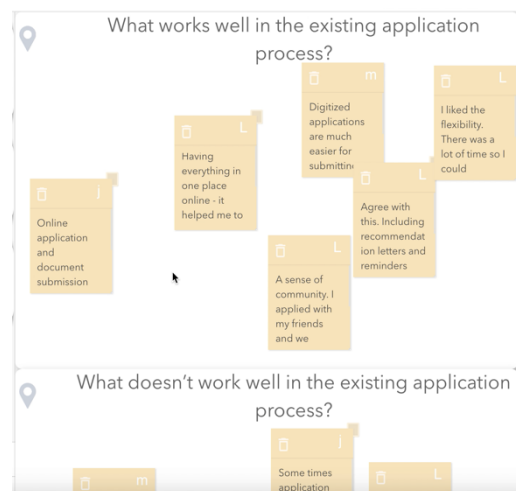 What works well in the existing application
process?
m
Digitized
applications
are much
easier for
submitting
L
I liked the
flexibility.
There was a
lot of time so I
could
L
Having
everything in
one place
online - it
helped me to
L
Agree with
this. Including
recommendat
ion letters and
reminders
j
Online
application
and
document
submission
L
A sense of
community. I
applied with
my friends
and we
What doesn't work well in the existing application
process?
j
Some times
application
m
L